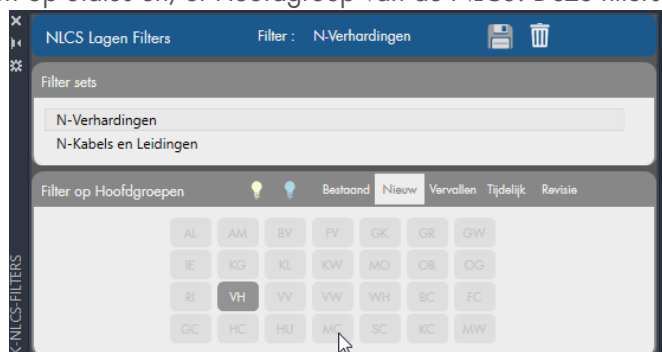 NLCS Lagen Filters Filter : N-Verhardingen
Filter sets
N-Verhardingen
N-Kabels en Leidingen
Filter op Hoofdgroepen Bestaand Nieuw Vervallen Tijdelijk Revisie
AL AM BV FV GK GR GW
IE KG KL KW MO OB OG
RI VH VV VW WH BC FC
GC HC HU MC SC KC MW
K-NLCS-FILTERS